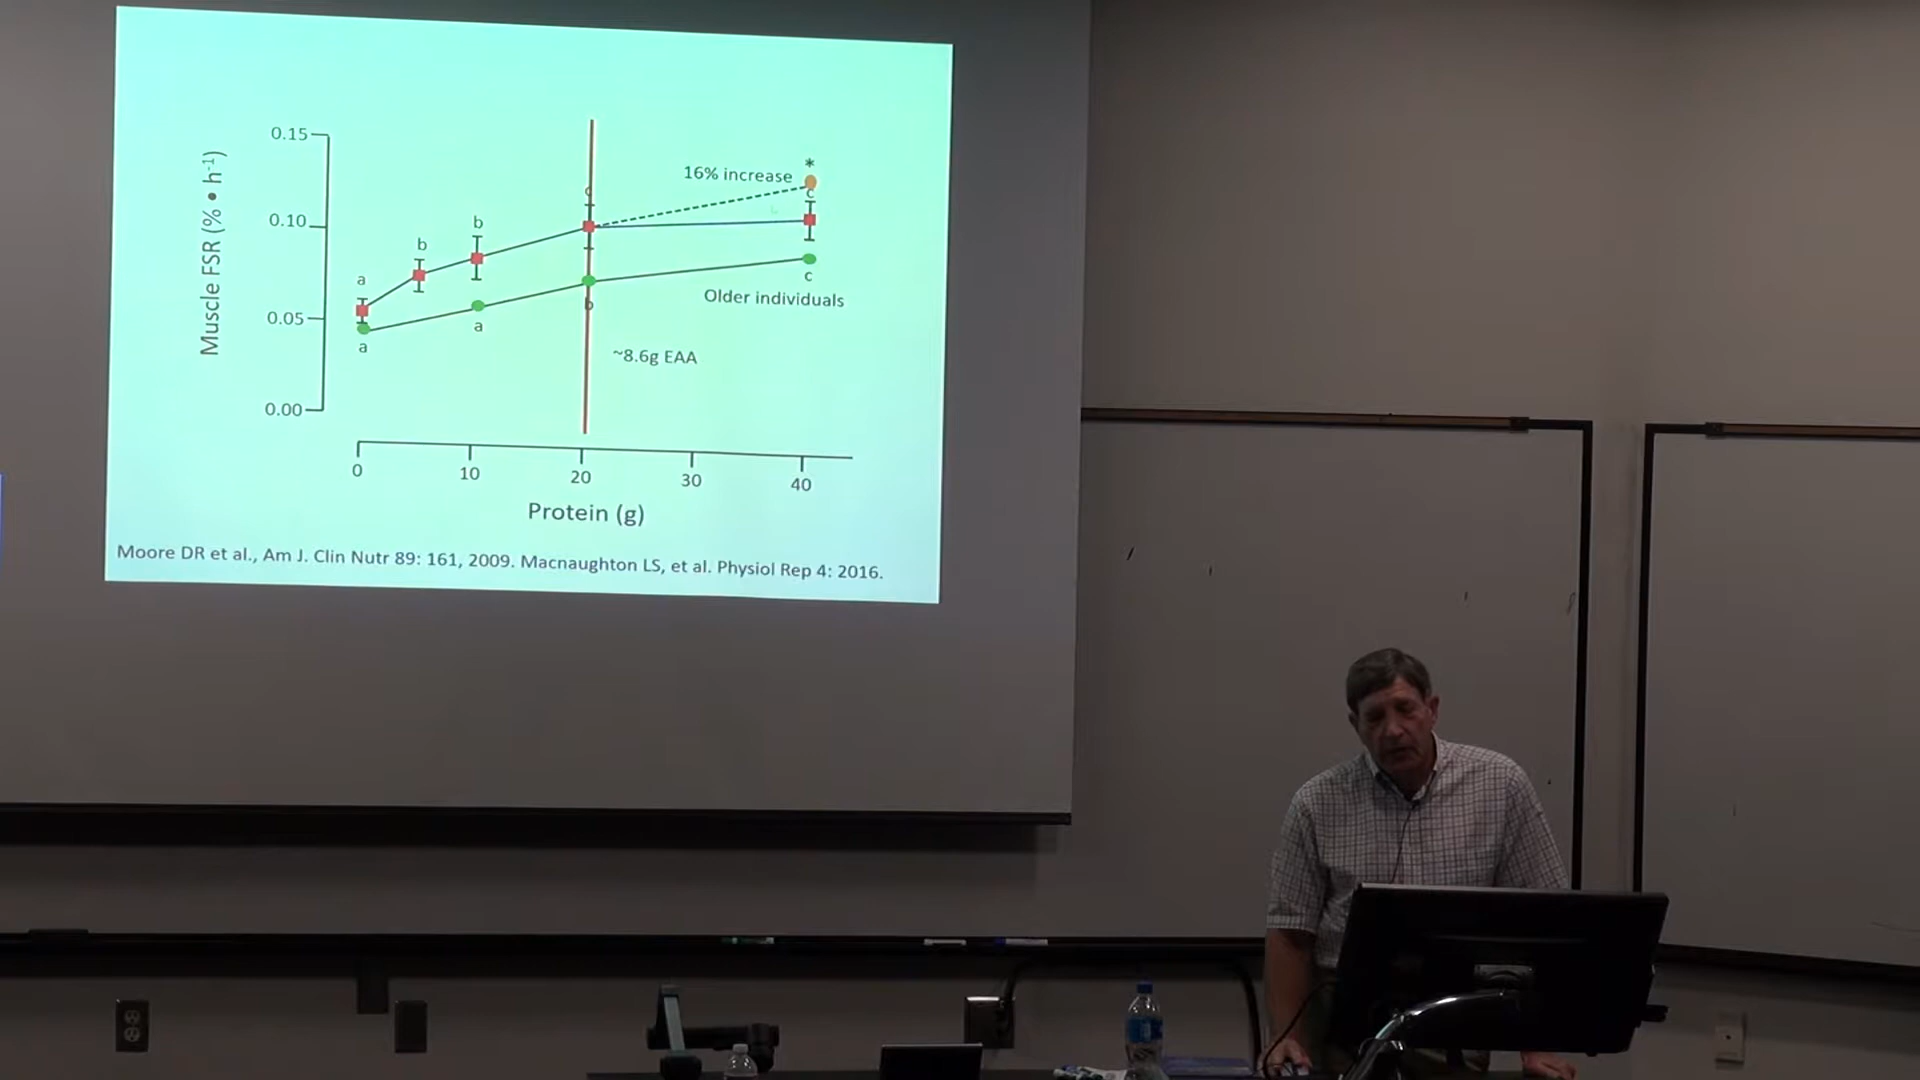 0.15
0.10
0.05
0.00
Muscle FSR (% • h⁻¹)
16% increase
*
c
c
b
b
a
a
a
b
c
Older individuals
~8.6g EAA
0
10
20
30
40
Protein (g)
Moore DR et al., Am J. Clin Nutr 89: 161, 2009. Macnaughton LS, et al. Physiol Rep 4: 2016.